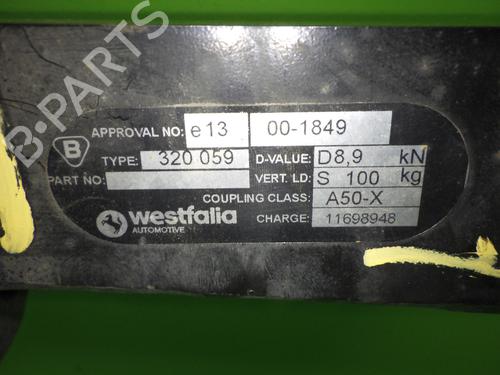 APPROVAL NO: e13 00-1849
B
TYPE: 320 059 D-VALUE: D8,9 kN
PART NO: VERT. LD: S 100 kg
COUPLING CLASS: A50-X
westfalia
AUTOMOTIVE
CHARGE: 11698948
B-PARTS